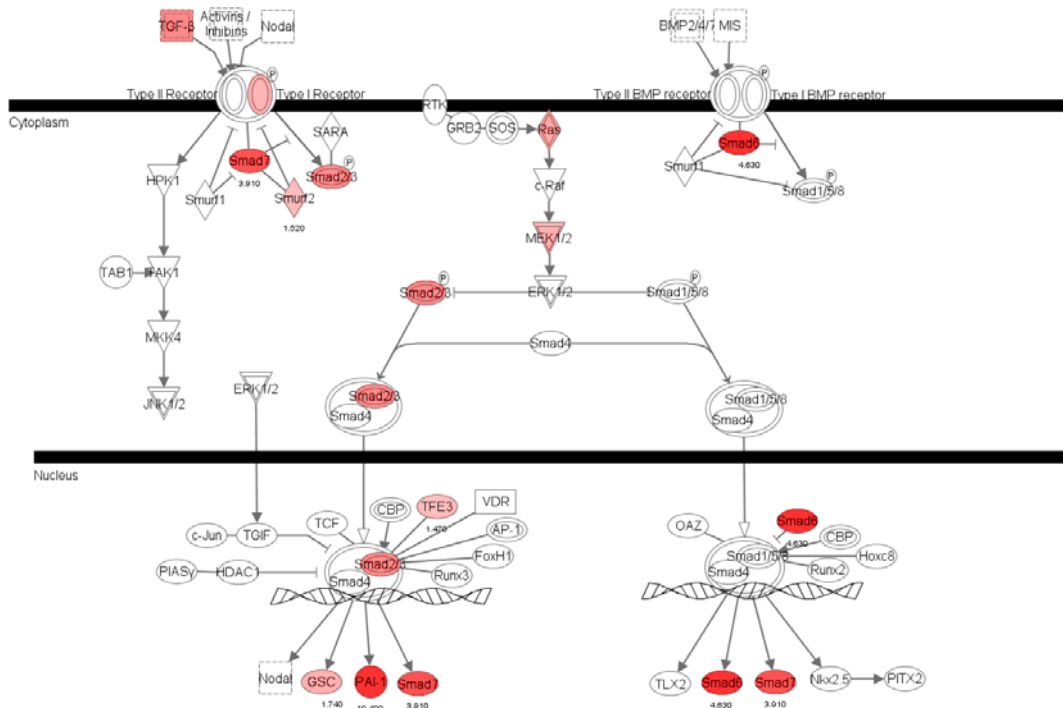 TGF-β
Activins /
Inhibins
Nodal
BMP2/4/7
MIS
P
P
Type II Receptor
Type I Receptor
RTK
Type II BMP receptor
Type I BMP receptor
Cytoplasm
GRB2
SOS
Ras
SARA
Smad7
3.910
P
Smad2/3
HPK1
Smurf1
Smurf2
1.520
c-Raf
Smad6
4.630
Smurf1
P
Smad1/5/8
MEK1/2
TAB1
TAK1
P
Smad2/3
ERK1/2
P
Smad1/5/8
MKK4
Smad4
JNK1/2
ERK1/2
Smad2/3
Smad4
Smad1/5/8
Smad4
Nucleus
c-Jun
TGIF
TCF
CBP
TFE3
1.470
VDR
AP-1
FoxH1
Runx3
PIASγ
HDAC1
Smad2/3
Smad4
OAZ
Smad6
4.630
CBP
Hoxc8
Runx2
Smad1/5/8
Smad4
Nodal
GSC
1.740
PAI-1
Smad7
3.910
TLX2
Smad6
4.630
Smad7
3.910
Nkx2.5
PITX2